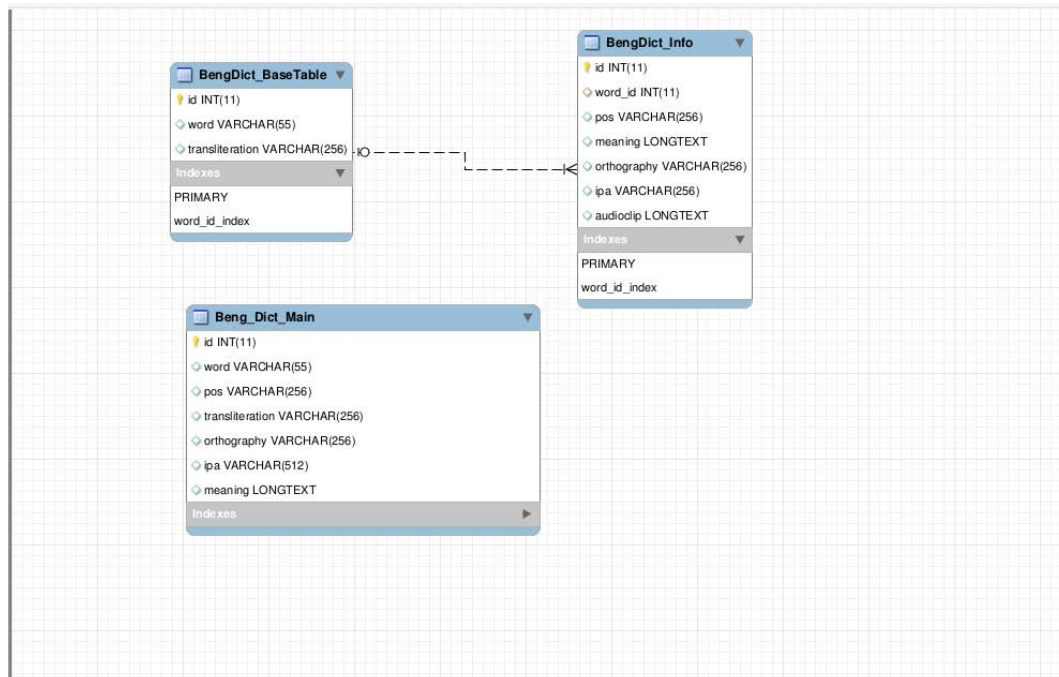 BengDict_BaseTable
id INT(11)
word VARCHAR(55)
transliteration VARCHAR(256)
Indexes
PRIMARY
word_id_index
BengDict_Info
id INT(11)
word_id INT(11)
pos VARCHAR(256)
meaning LONGTEXT
orthography VARCHAR(256)
ipa VARCHAR(256)
audioclip LONGTEXT
Indexes
PRIMARY
word_id_index
Beng_Dict_Main
id INT(11)
word VARCHAR(55)
pos VARCHAR(256)
transliteration VARCHAR(256)
orthography VARCHAR(256)
ipa VARCHAR(512)
meaning LONGTEXT
Indexes